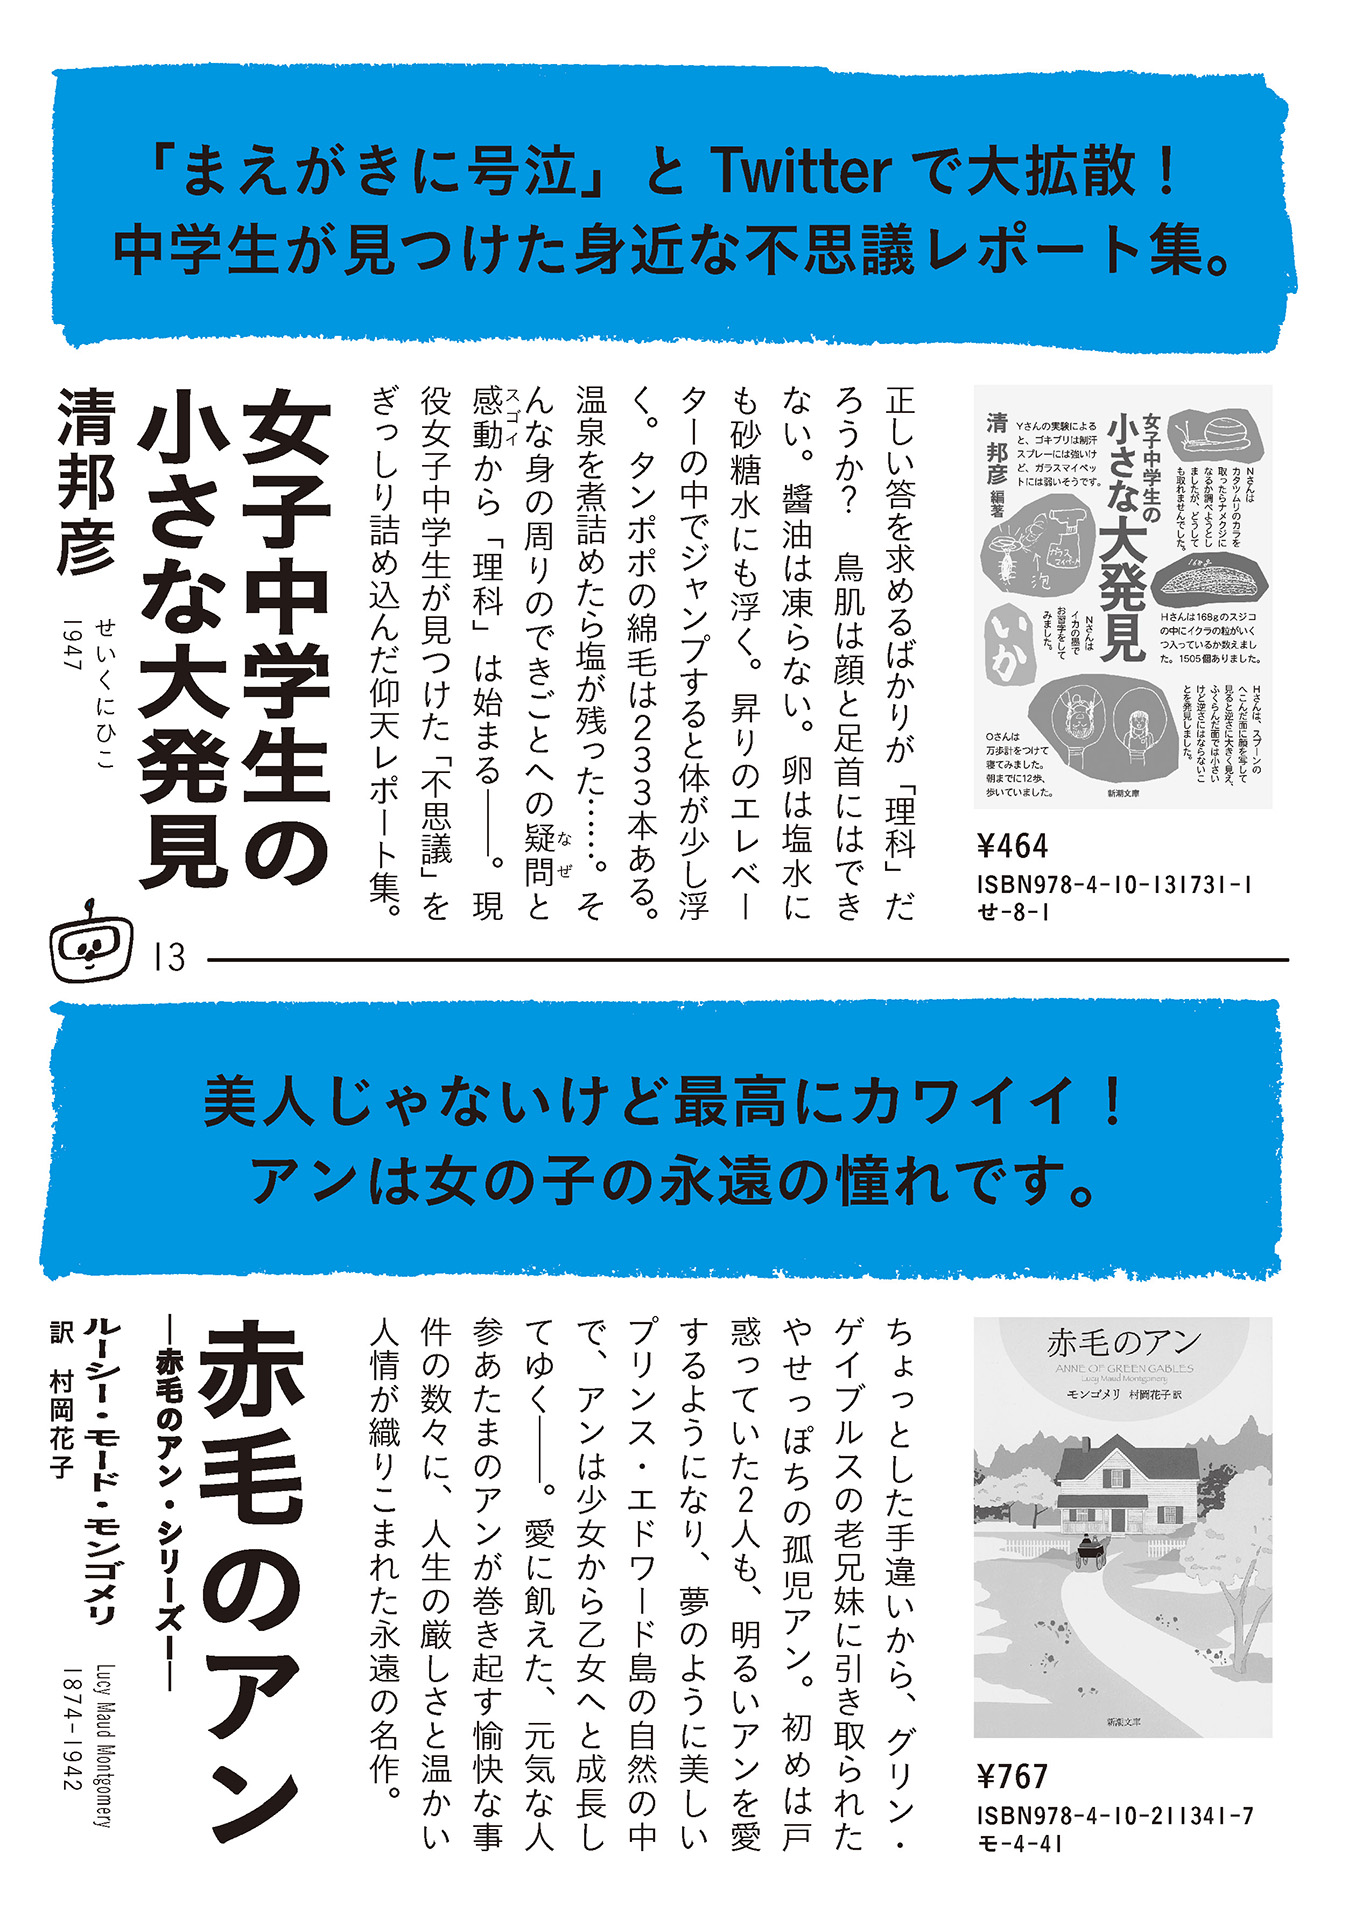 「まえがきに号泣」とTwitterで大拡散！
中学生が見つけた身近な不思議レポート集。
清 邦彦 編著
女子中学生の
小さな大発見
Yさんの実験による
と、ゴキブリは制汗
スプレーには強いけ
ど、ガラスマイペッ
トには弱いそうです。
Nさんは
カタツムリのカラを
取ったらナメクジに
なるか調べようとし
ましたが、どうして
も取れませんでした。
ガラス
マイペット
泡
168g
Hさんは168gのスジコ
の中にイクラの粒がいく
つ入っているか数えまし
た。1505個ありました。
Nさんは
イカの墨で
お習字をして
みました。
いか
Hさんは、スプーンの
へこんだ面に顔を写して
見ると逆さに大きく見え、
ふくらんだ面では小さい
けど逆さにはならないこ
とを発見しました。
Oさんは
万歩計をつけて
寝てみました。
朝までに12歩、
歩いていました。
新潮文庫
¥464
ISBN978-4-10-131731-1
せ-8-1
正しい答を求めるばかりが「理科」だ
ろうか？　鳥肌は顔と足首にはでき
ない。醬油は凍らない。卵は塩水に
も砂糖水にも浮く。昇りのエレベー
ターの中でジャンプすると体が少し浮
く。タンポポの綿毛は233本ある。
温泉を煮詰めたら塩が残った……。そ
んな身の周りのできごとへの疑問と
なぜ
感動から「理科」は始まる――。現
スゴイ
役女子中学生が見つけた「不思議」を
ぎっしり詰め込んだ仰天レポート集。
女子中学生の
小さな大発見
清邦彦
せいくにひこ
1947
13
美人じゃないけど最高にカワイイ！
アンは女の子の永遠の憧れです。
赤毛のアン
ANNE OF GREEN GABLES
Lucy Maud Montgomery
モンゴメリ 村岡花子 訳
新潮文庫
¥767
ISBN978-4-10-211341-7
モ-4-41
ちょっとした手違いから、グリン・
ゲイブルスの老兄妹に引き取られた
やせっぽちの孤児アン。初めは戸
惑っていた2人も、明るいアンを愛
するようになり、夢のように美しい
プリンス・エドワード島の自然の中
で、アンは少女から乙女へと成長し
てゆく――。愛に飢えた、元気な人
参あたまのアンが巻き起す愉快な事
件の数々に、人生の厳しさと温かい
人情が織りこまれた永遠の名作。
赤毛のアン
―赤毛のアン・シリーズ1―
ルーシー・モード・モンゴメリ
Lucy Maud Montgomery
1874-1942
訳 村岡花子